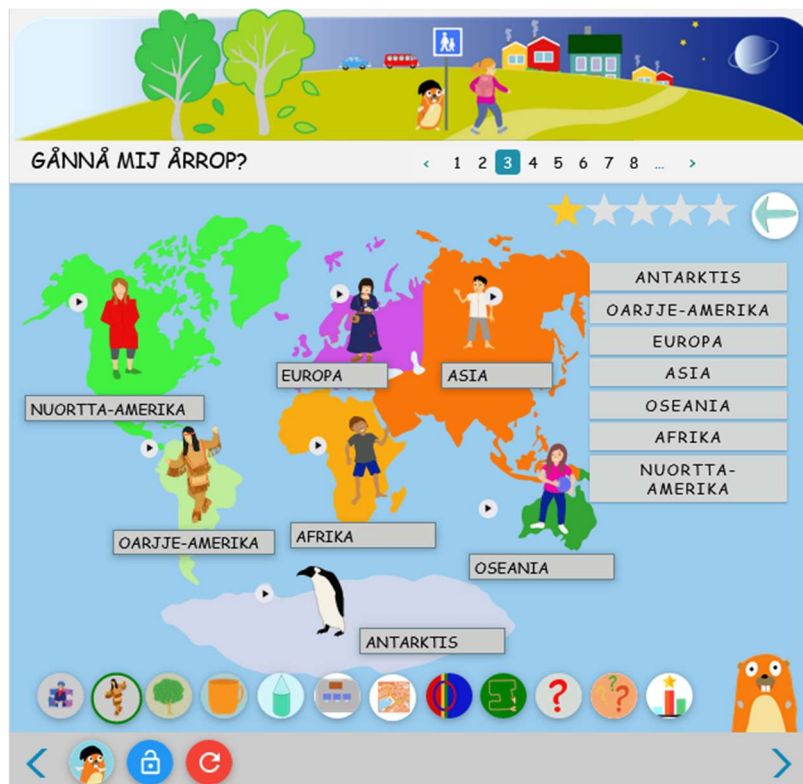 GÅNNÅ MIJ ÅRROP?
‹ 1 2 3 4 5 6 7 8 ... ›
ANTARKTIS
OARJJE-AMERIKA
EUROPA
ASIA
OSEANIA
AFRIKA
NUORTTA-
AMERIKA
EUROPA
ASIA
NUORTTA-AMERIKA
AFRIKA
OARJJE-AMERIKA
OSEANIA
ANTARKTIS
? 
? ?